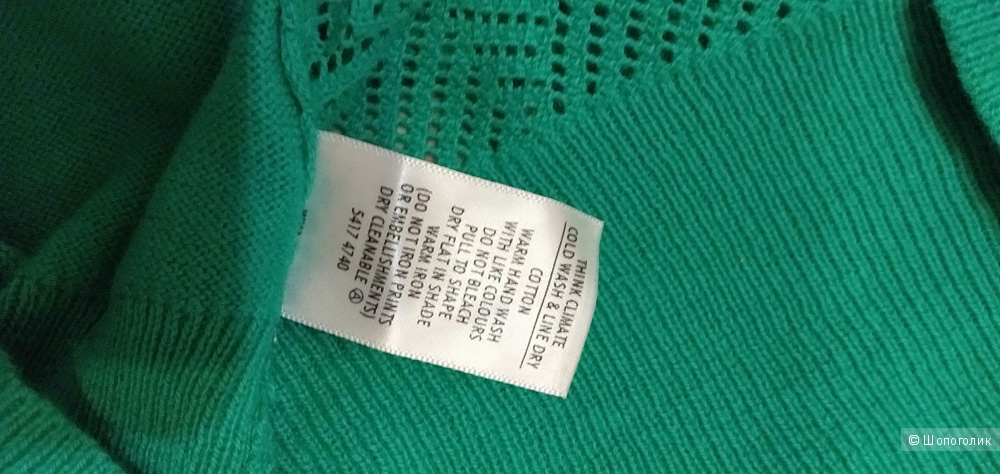 THINK CLIMATE
COLD WASH & LINE DRY
COTTON
WARM HAND WASH
WITH LIKE COLOURS
DO NOT BLEACH
PULL TO SHAPE
DRY FLAT IN SHADE
WARM IRON
(DO NOT IRON PRINTS
OR EMBELLISHMENTS)
DRY CLEANABLE Ⓐ
5417 4740
© Шопоголик